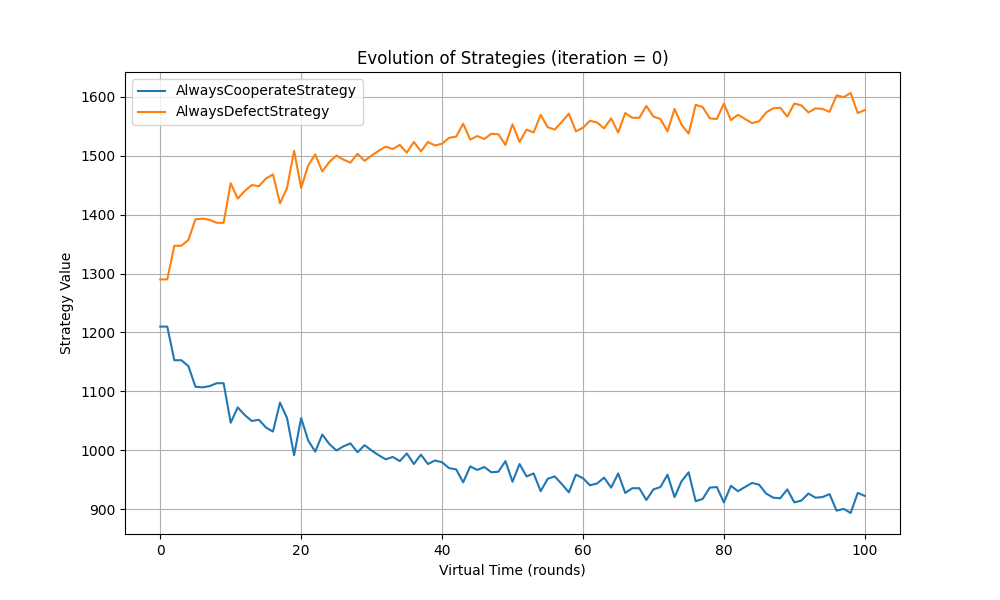 Evolution of Strategies (iteration = 0)
AlwaysCooperateStrategy
AlwaysDefectStrategy
Strategy Value
1600
1500
1400
1300
1200
1100
1000
900
0 20 40 60 80 100
Virtual Time (rounds)